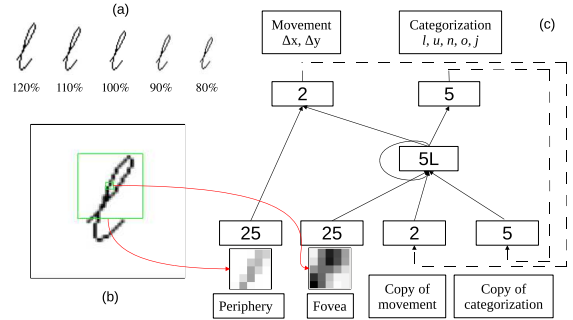 (a)
120% 110% 100% 90% 80%
(b)
(c)
Movement
Δx, Δy
Categorization
l, u, n, o, j
2
5
5L
25
25
2
5
Periphery
Fovea
Copy of
movement
Copy of
categorization